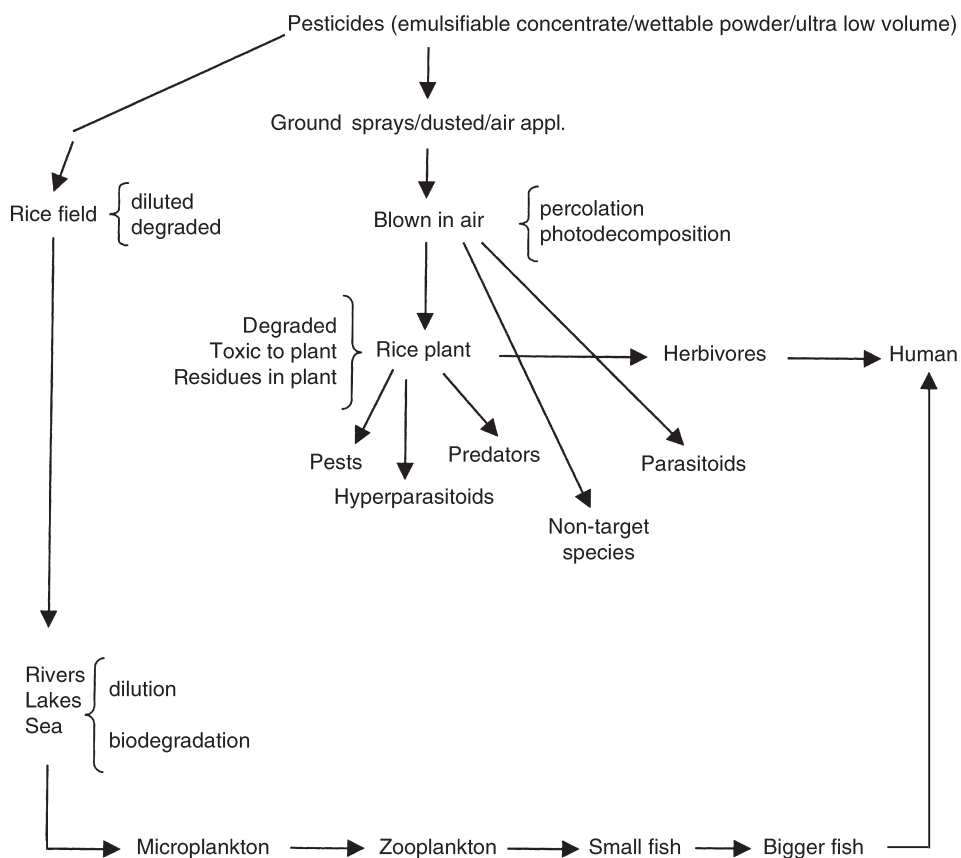 Pesticides (emulsifiable concentrate/wettable powder/ultra low volume)
Ground sprays/dusted/air appl.
Rice field
diluted
degraded
Blown in air
percolation
photodecomposition
Degraded
Toxic to plant
Residues in plant
Rice plant
Herbivores
Human
Pests
Hyperparasitoids
Predators
Parasitoids
Non-target
species
Rivers
Lakes
Sea
dilution
biodegradation
Microplankton
Zooplankton
Small fish
Bigger fish